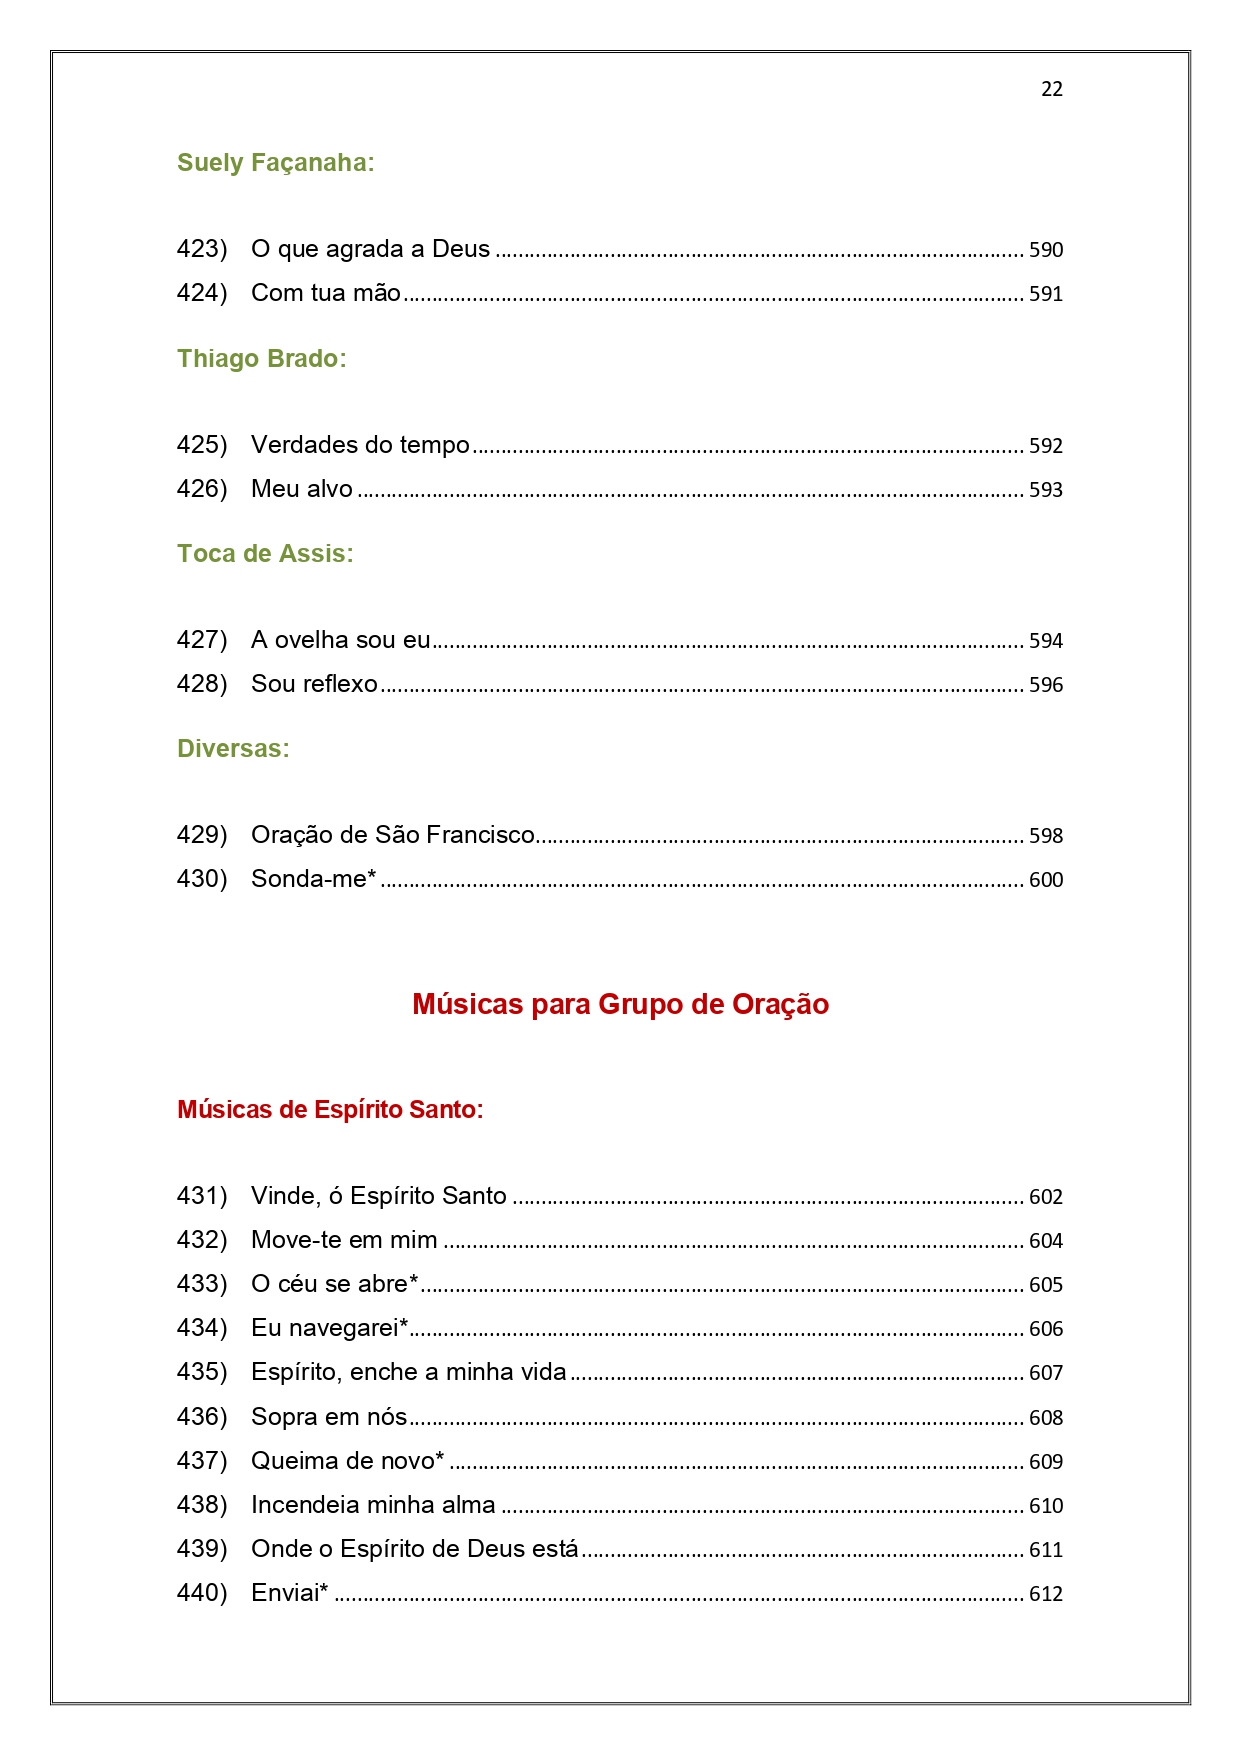 22
Suely Façanaha:
423) O que agrada a Deus ........................................................................................... 590
424) Com tua mão ........................................................................................................... 591
Thiago Brado:
425) Verdades do tempo ............................................................................................... 592
426) Meu alvo ................................................................................................................... 593
Toca de Assis:
427) A ovelha sou eu ...................................................................................................... 594
428) Sou reflexo ............................................................................................................... 596
Diversas:
429) Oração de São Francisco .................................................................................... 598
430) Sonda-me* ............................................................................................................... 600
Músicas para Grupo de Oração
Músicas de Espírito Santo:
431) Vinde, ó Espírito Santo ........................................................................................ 602
432) Move-te em mim .................................................................................................... 604
433) O céu se abre* ........................................................................................................ 605
434) Eu navegarei* .......................................................................................................... 606
435) Espírito, enche a minha vida .............................................................................. 607
436) Sopra em nós .......................................................................................................... 608
437) Queima de novo* ................................................................................................... 609
438) Incendeia minha alma .......................................................................................... 610
439) Onde o Espírito de Deus está ............................................................................ 611
440) Enviai* ....................................................................................................................... 612